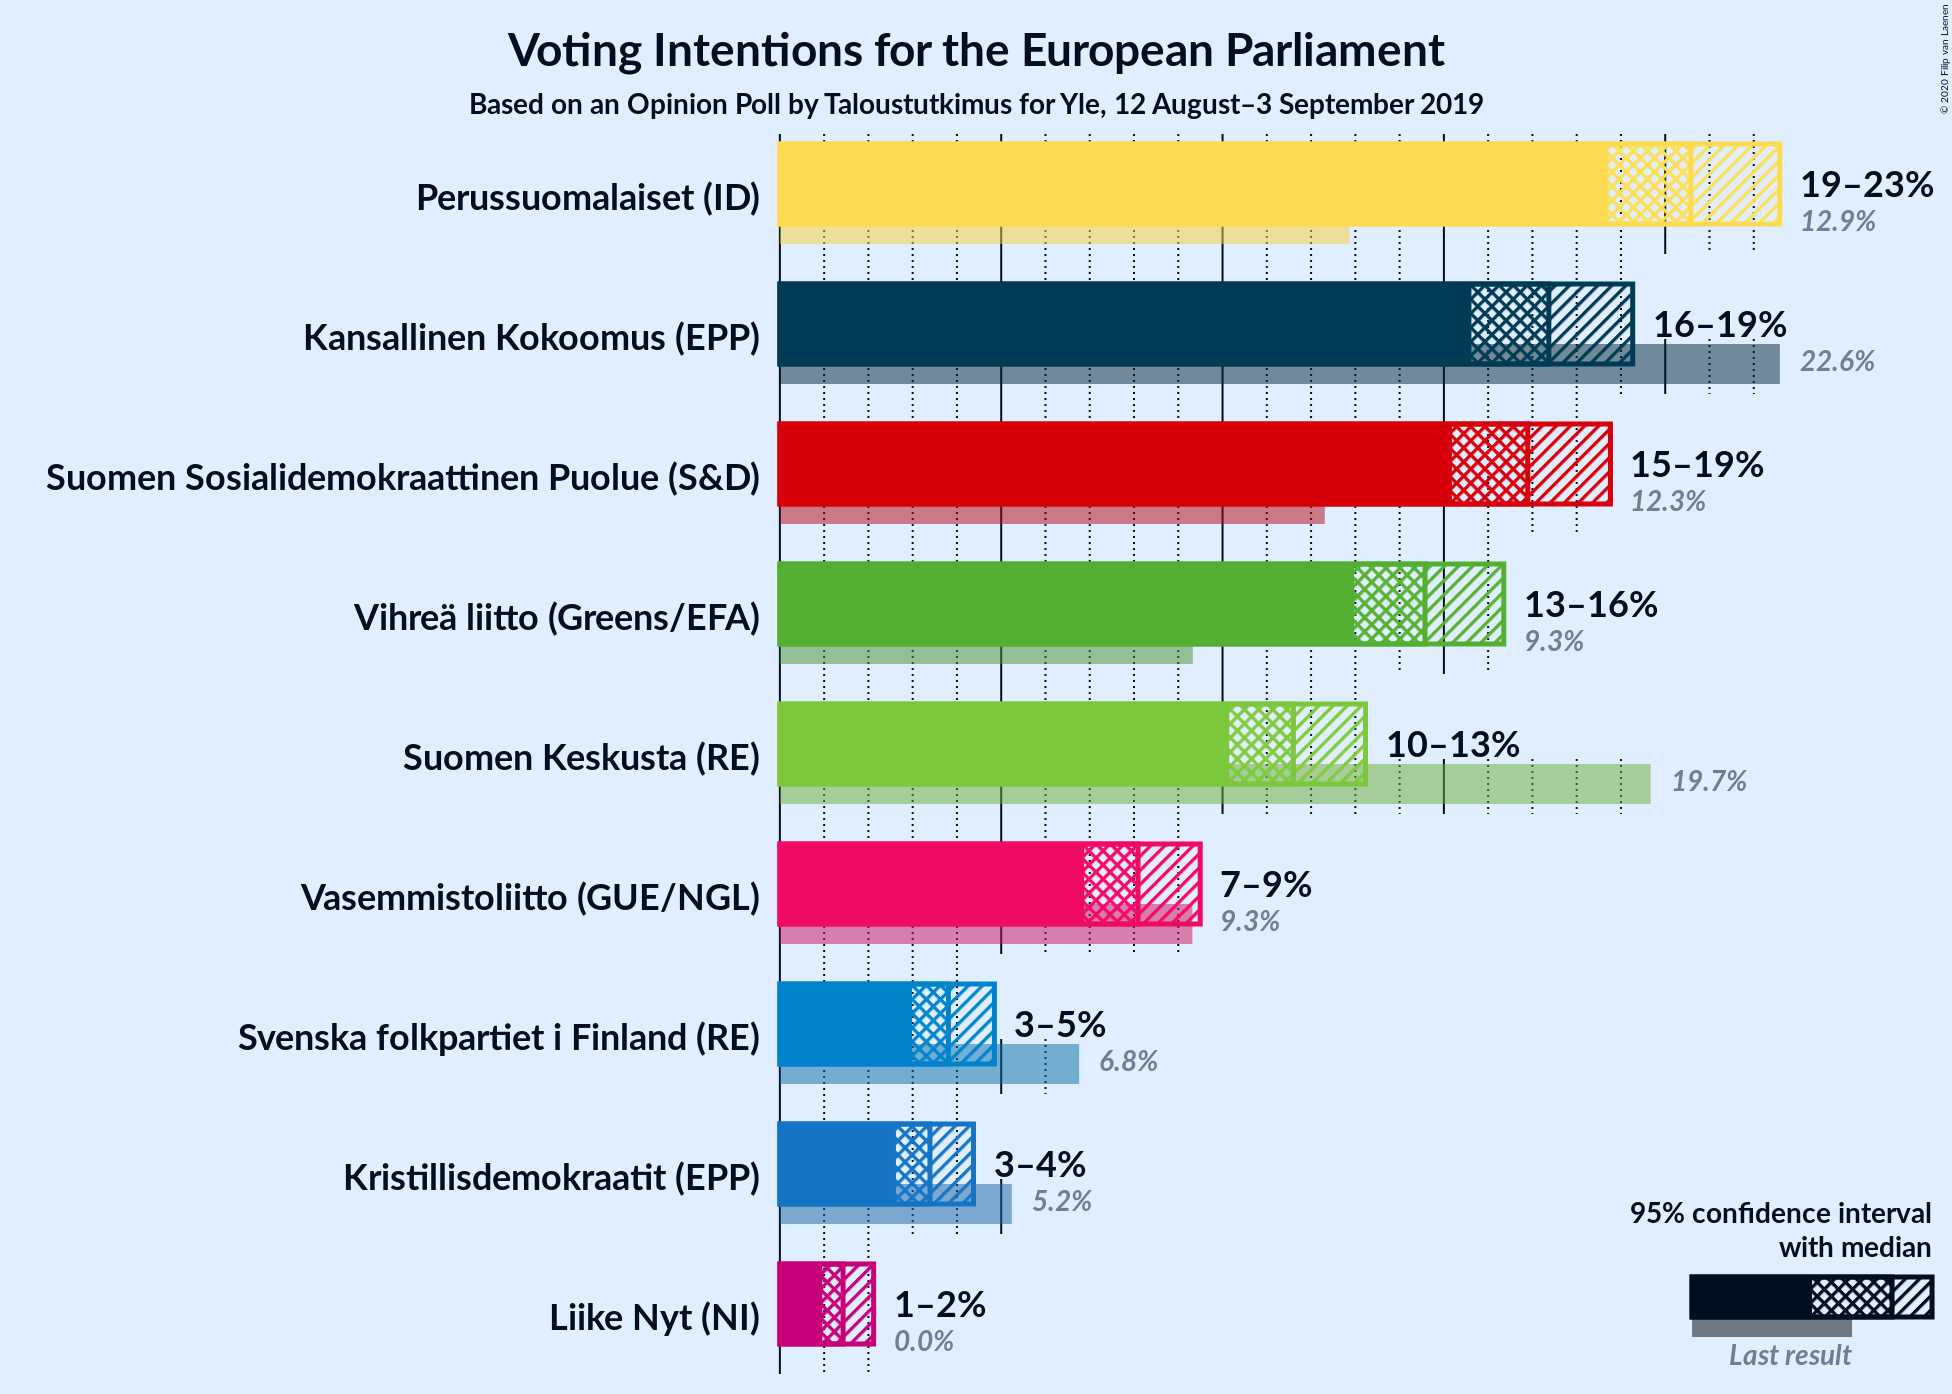 Voting Intentions for the European Parliament
Based on an Opinion Poll by Taloustutkimus for Yle, 12 August–3 September 2019
© 2020 Filip van Laenen
Perussuomalaiset (ID)
19–23%
12.9%
Kansallinen Kokoomus (EPP)
16–19%
22.6%
Suomen Sosialidemokraattinen Puolue (S&D)
15–19%
12.3%
Vihreä liitto (Greens/EFA)
13–16%
9.3%
Suomen Keskusta (RE)
10–13%
19.7%
Vasemmistoliitto (GUE/NGL)
7–9%
9.3%
Svenska folkpartiet i Finland (RE)
3–5%
6.8%
Kristillisdemokraatit (EPP)
3–4%
5.2%
Liike Nyt (NI)
1–2%
0.0%
95% confidence interval
with median
Last result